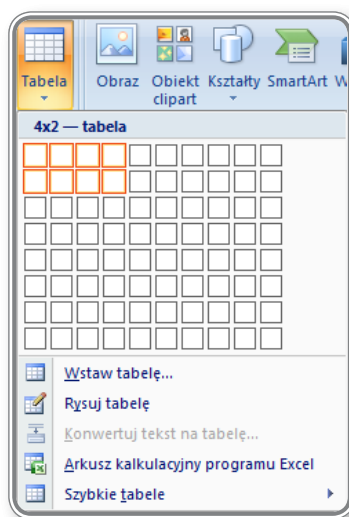 Tabela Obraz Obiekt clipart Kształty SmartArt W
4x2 — tabela
Wstaw tabelę...
Rysuj tabelę
Konwertuj tekst na tabelę...
Arkusz kalkulacyjny programu Excel
Szybkie tabele